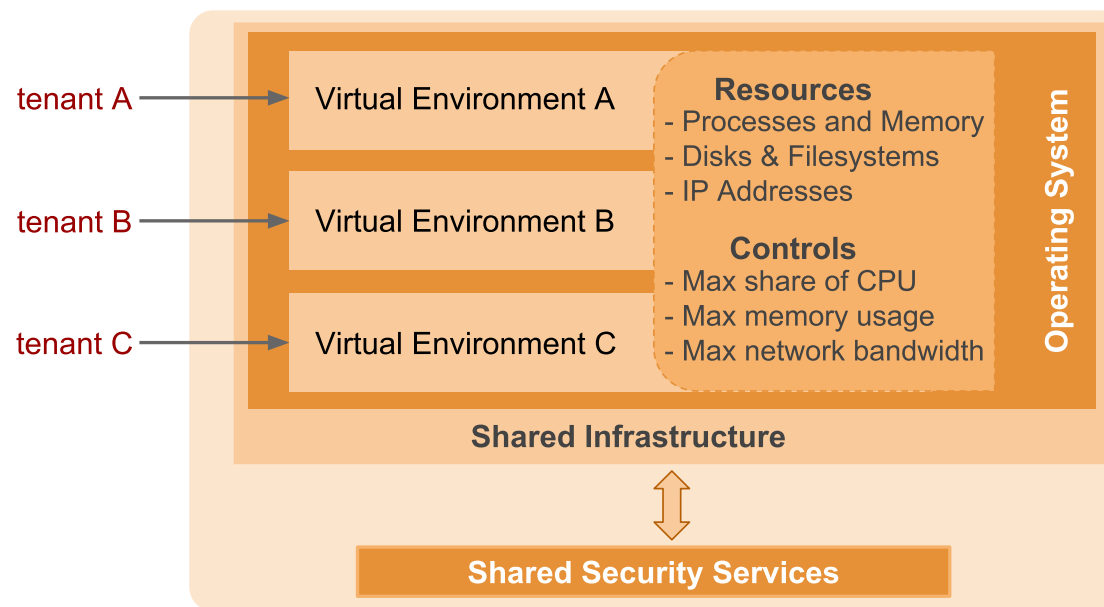 tenant A
Virtual Environment A
tenant B
Virtual Environment B
tenant C
Virtual Environment C
Resources
- Processes and Memory
- Disks & Filesystems
- IP Addresses
Controls
- Max share of CPU
- Max memory usage
- Max network bandwidth
Operating System
Shared Infrastructure
Shared Security Services